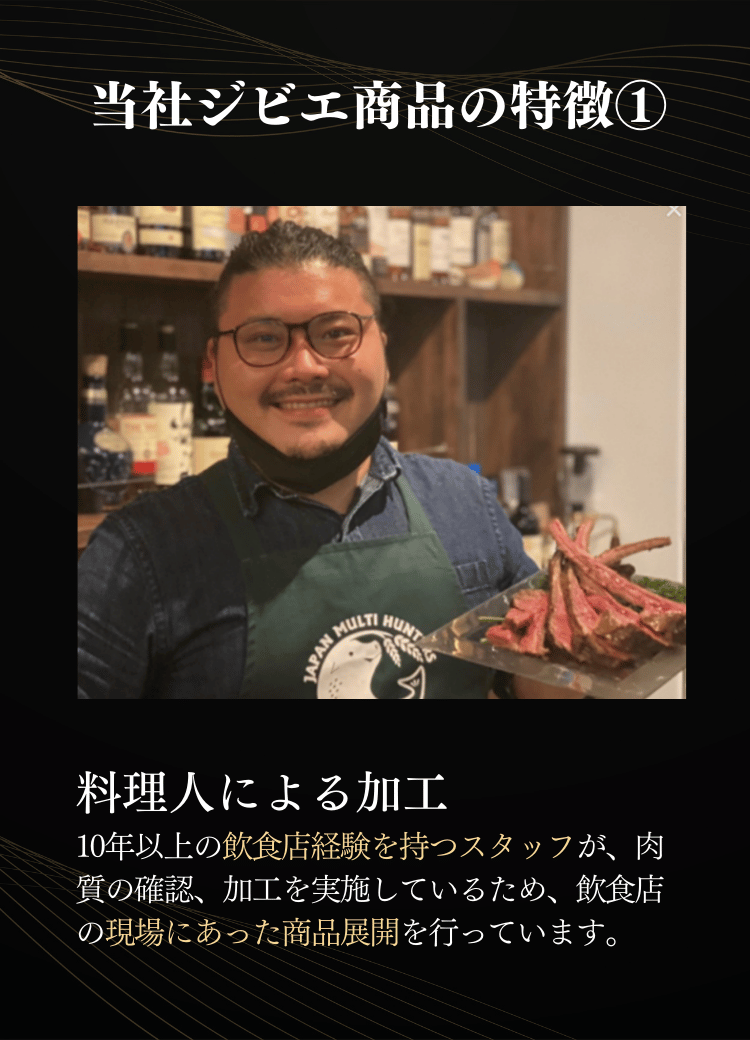 当社ジビエ商品の特徴①
JAPAN MULTI HUNTERS
料理人による加工
10年以上の飲食店経験を持つスタッフが、肉
質の確認、加工を実施しているため、飲食店
の現場にあった商品展開を行っています。